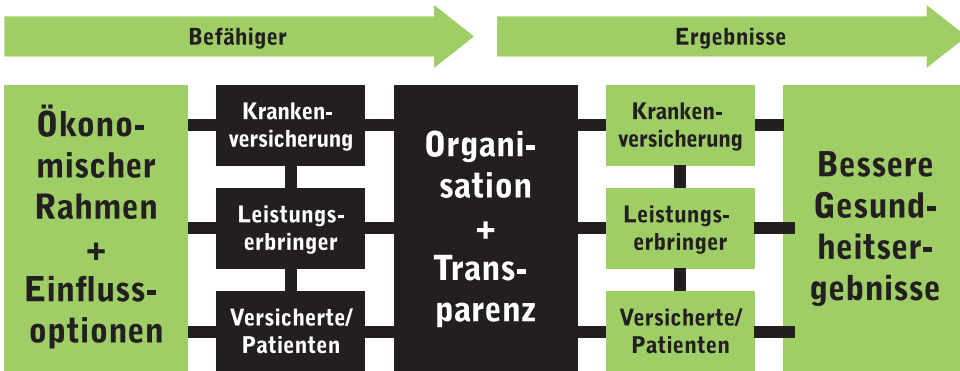 Befähiger
Ergebnisse
Ökono-
mischer
Rahmen
+
Einfluss-
optionen
Kranken-
versicherung
Leistungs-
erbringer
Versicherte/
Patienten
Organi-
sation
+
Trans-
parenz
Kranken-
versicherung
Leistungs-
erbringer
Versicherte/
Patienten
Bessere
Gesund-
heitser-
gebnisse